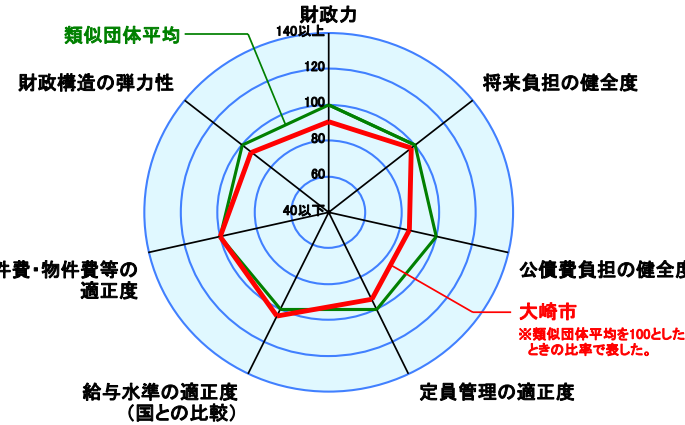 財政力
類似団体平均
140以上
財政構造の弾力性
将来負担の健全度
120
100
80
60
40以下
件費・物件費等の
適正度
公債費負担の健全度
大崎市
※類似団体平均を100とした
ときの比率で表した。
給与水準の適正度
（国との比較）
定員管理の適正度